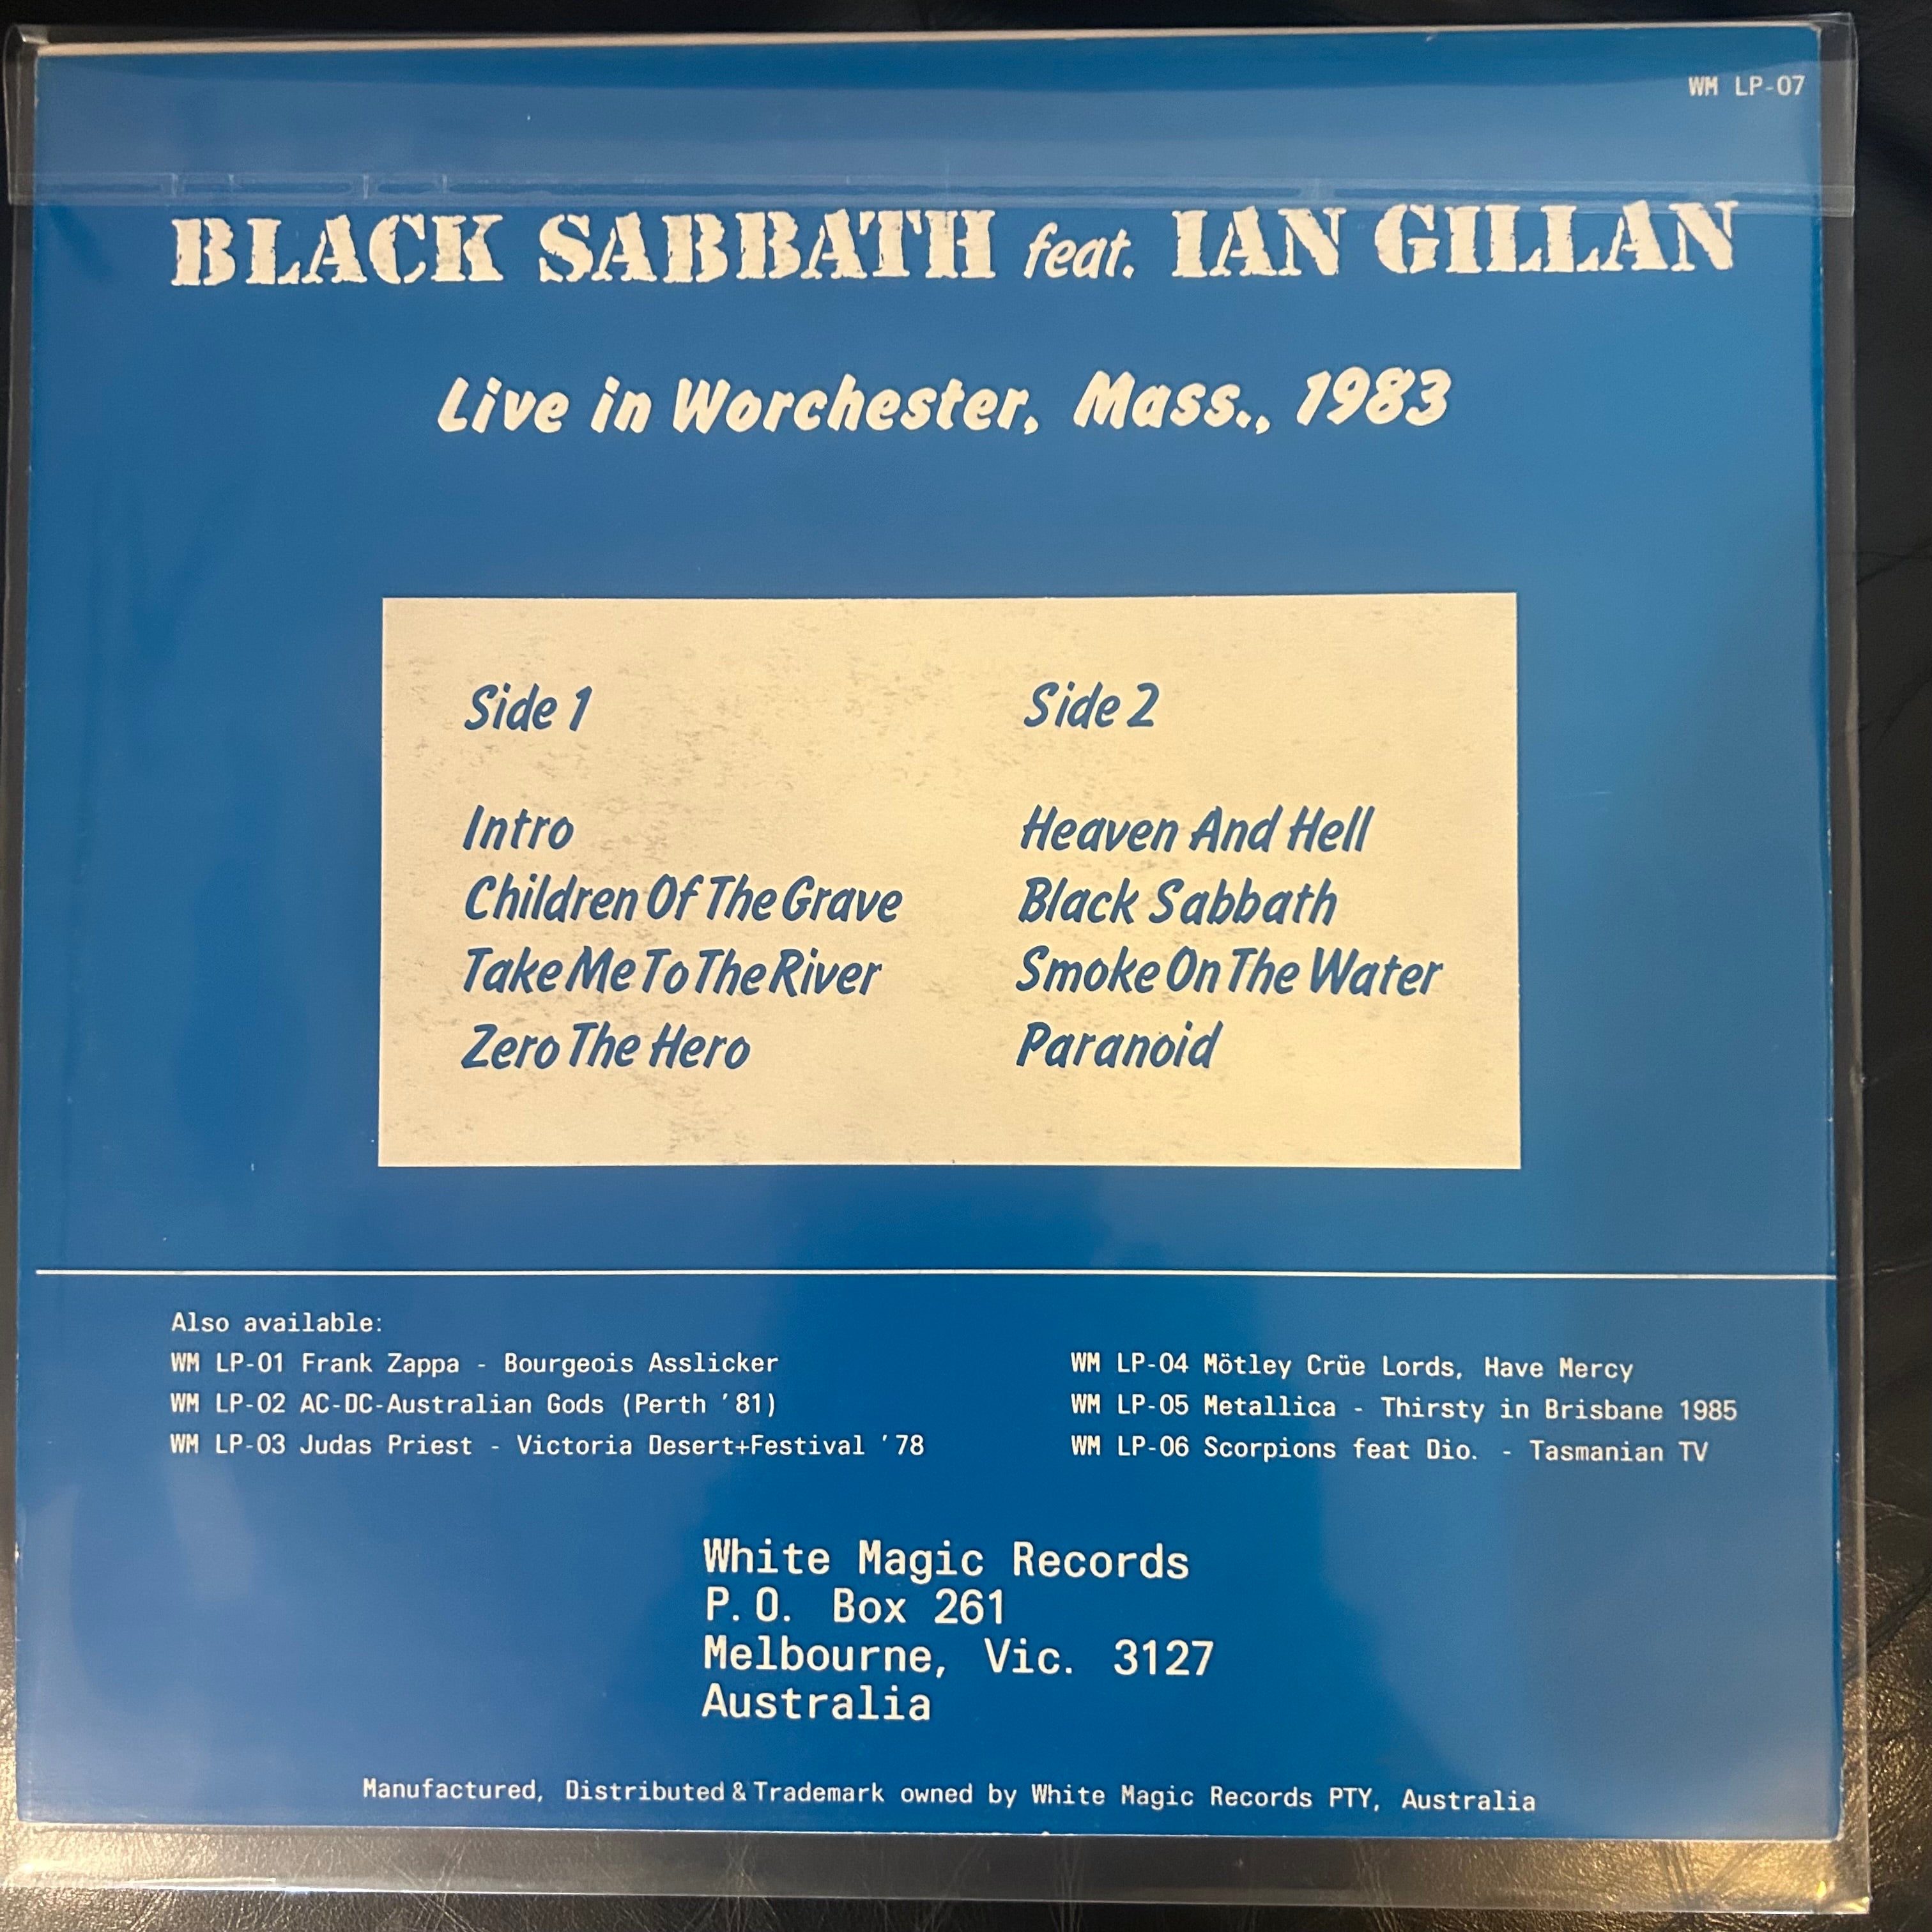 WM LP-07
BLACK SABBATH feat. IAN GILLAN
Live in Worchester, Mass., 1983
Side 1
Intro
Children Of The Grave
Take Me To The River
Zero The Hero
Side 2
Heaven And Hell
Black Sabbath
Smoke On The Water
Paranoid
Also available:
WM LP-01 Frank Zappa - Bourgeois Asslicker
WM LP-02 AC-DC-Australian Gods (Perth '81)
WM LP-03 Judas Priest - Victoria Desert+Festival '78
WM LP-04 Mötley Crüe Lords, Have Mercy
WM LP-05 Metallica - Thirsty in Brisbane 1985
WM LP-06 Scorpions feat Dio. - Tasmanian TV
White Magic Records
P.O. Box 261
Melbourne, Vic. 3127
Australia
Manufactured, Distributed & Trademark owned by White Magic Records PTY, Australia